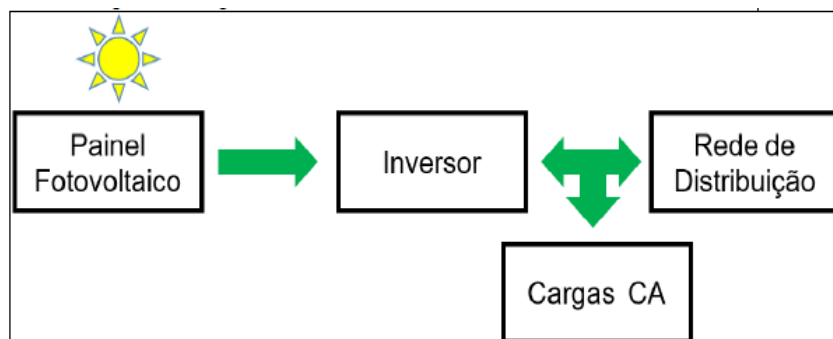 Painel
Fotovoltaico
Inversor
Rede de
Distribuição
Cargas CA